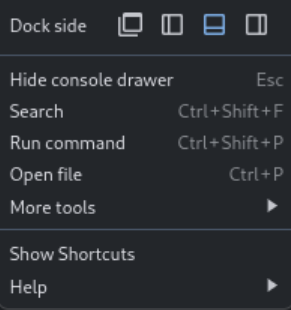 Dock side
Hide console drawer Esc
Search Ctrl+Shift+F
Run command Ctrl+Shift+P
Open file Ctrl+P
More tools
Show Shortcuts
Help